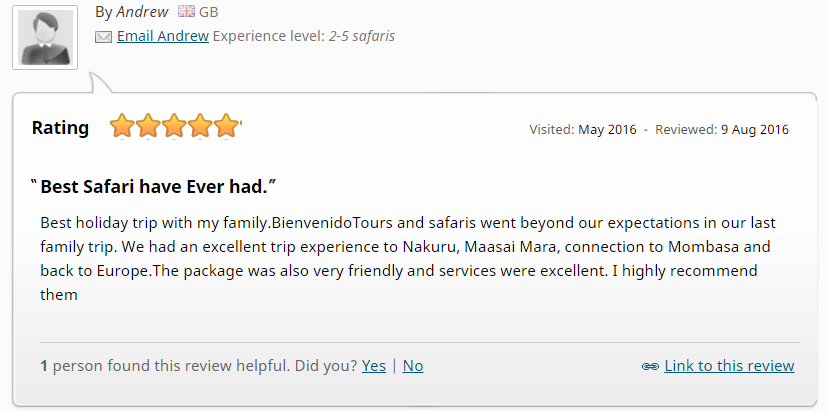 By Andrew GB
Email Andrew Experience level: 2-5 safaris
Rating Visited: May 2016 - Reviewed: 9 Aug 2016
“Best Safari have Ever had.”
Best holiday trip with my family.BienvenidoTours and safaris went beyond our expectations in our last
family trip. We had an excellent trip experience to Nakuru, Maasai Mara, connection to Mombasa and
back to Europe.The package was also very friendly and services were excellent. I highly recommend
them
1 person found this review helpful. Did you? Yes | No Link to this review